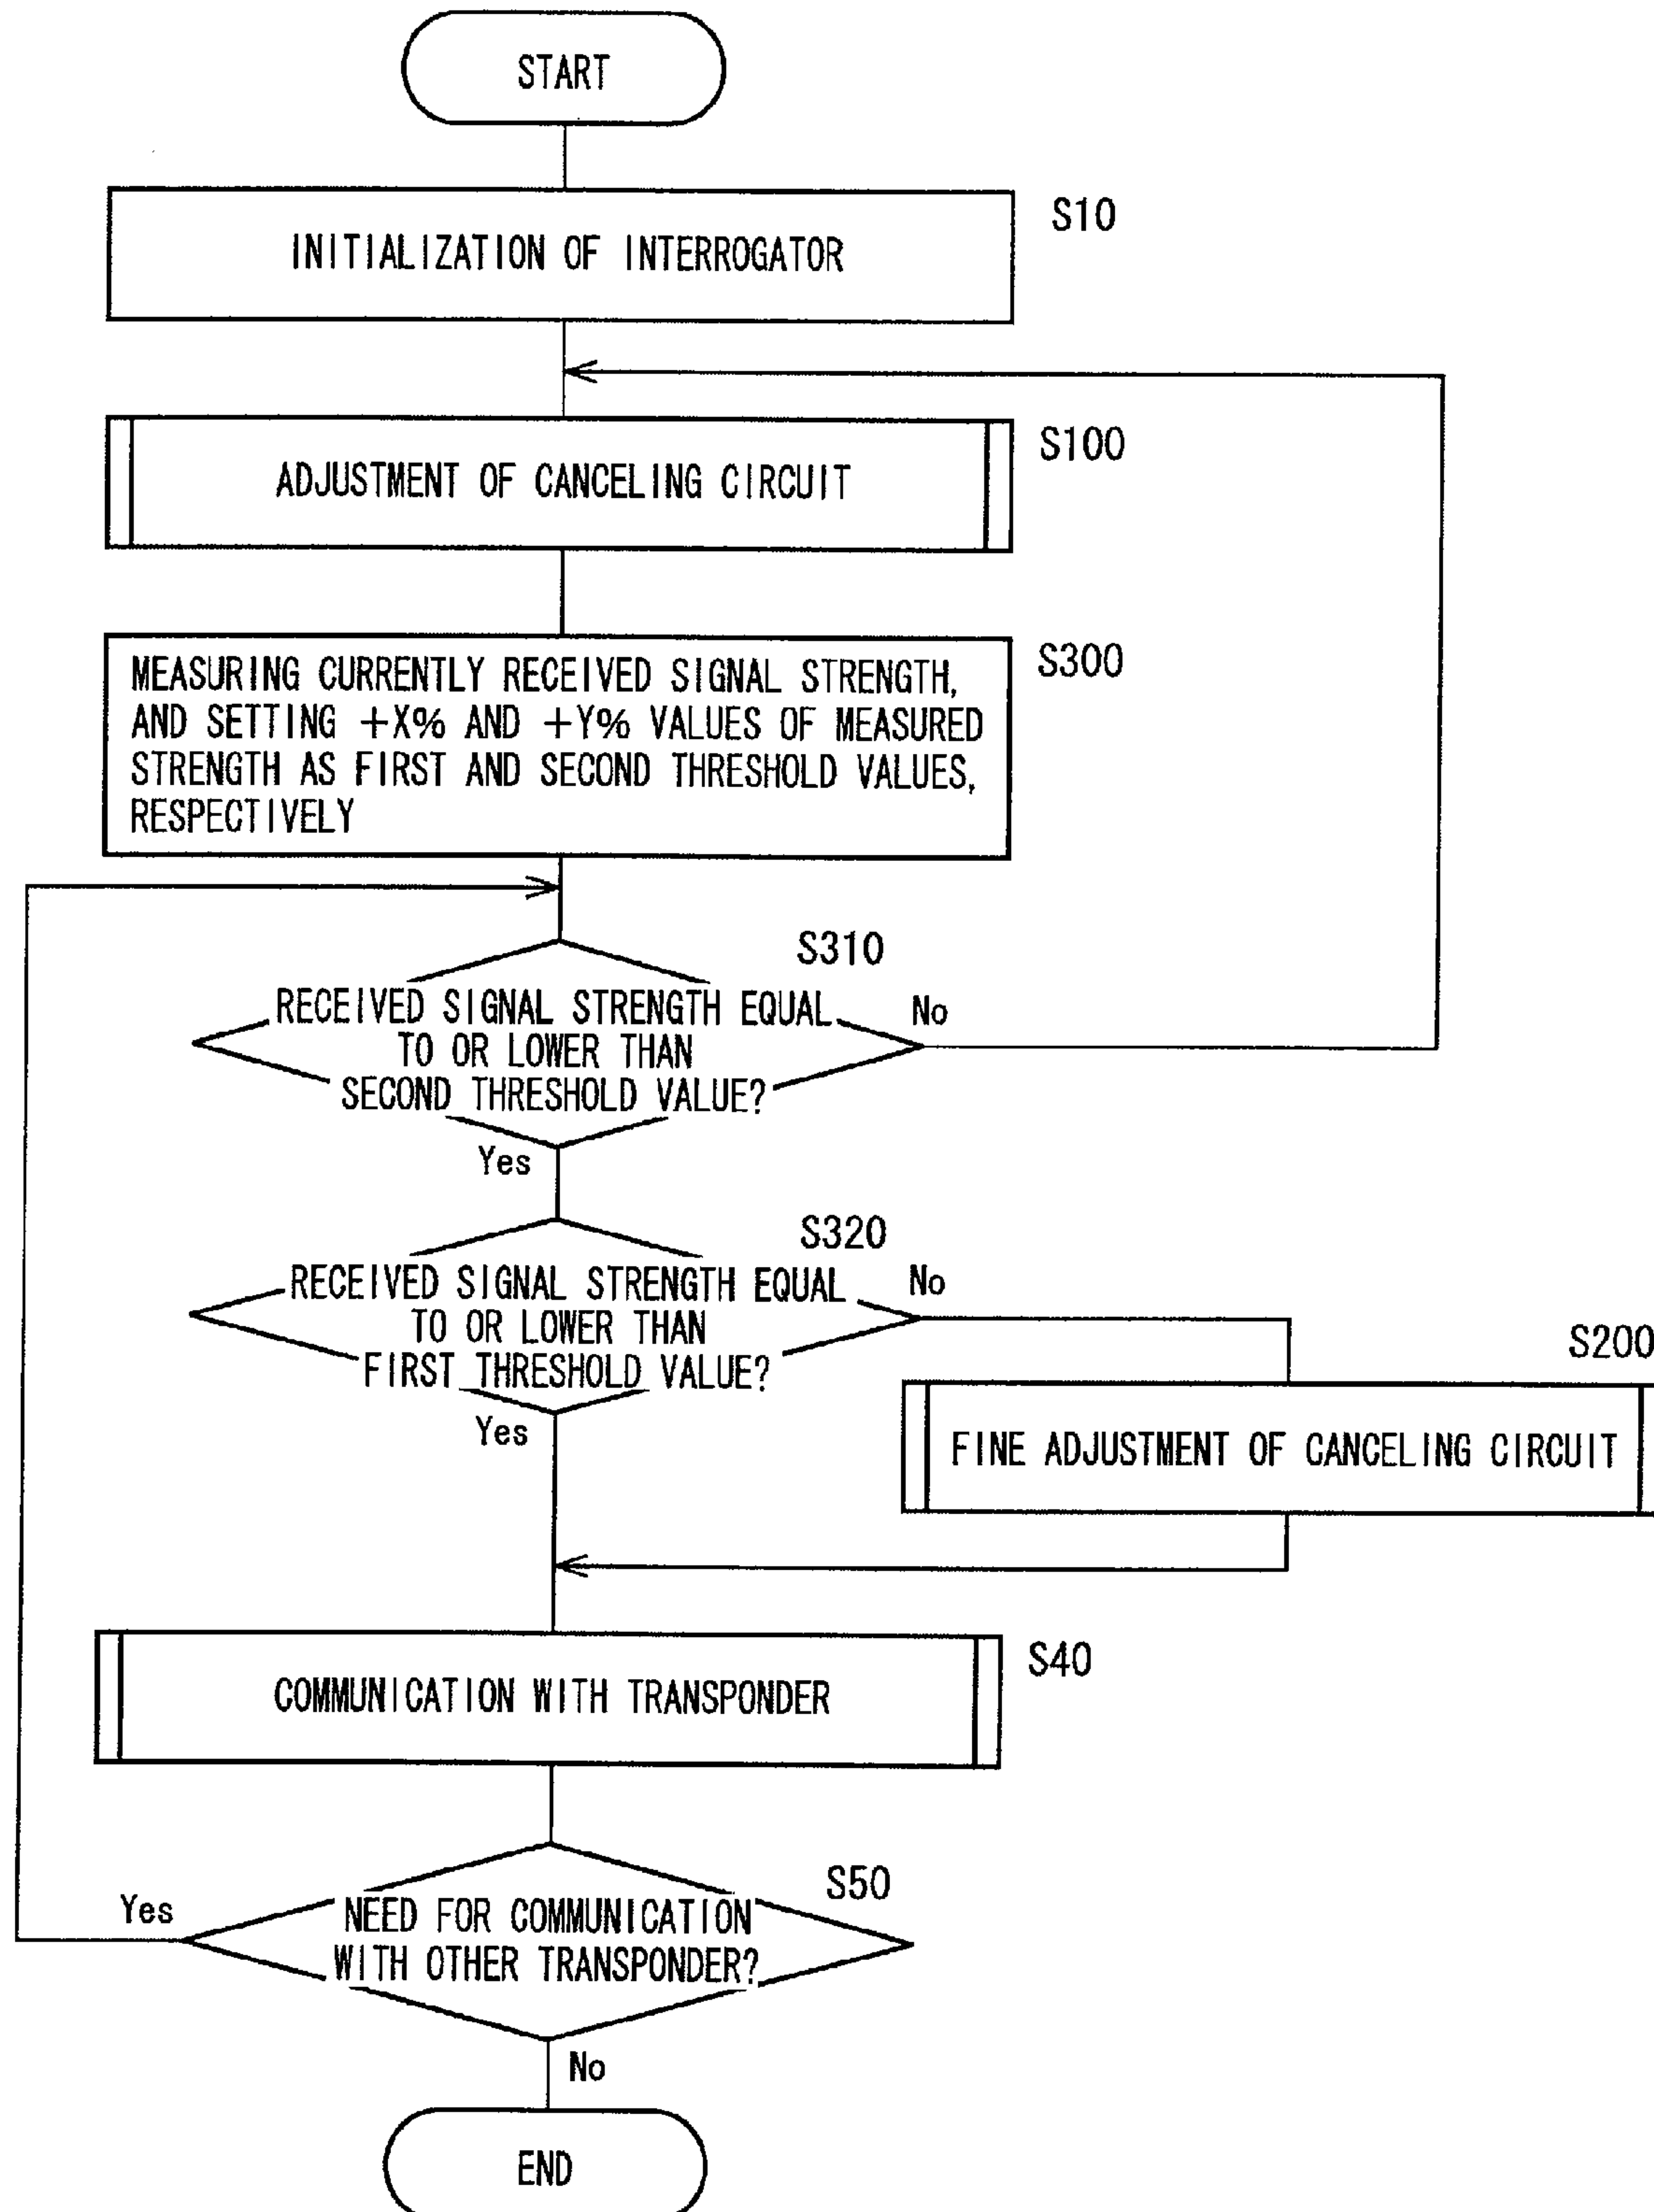 START
INITIALIZATION OF INTERROGATOR
S10
ADJUSTMENT OF CANCELING CIRCUIT
S100
MEASURING CURRENTLY RECEIVED SIGNAL STRENGTH,
AND SETTING +X% AND +Y% VALUES OF MEASURED
STRENGTH AS FIRST AND SECOND THRESHOLD VALUES,
RESPECTIVELY
S300
S310
RECEIVED SIGNAL STRENGTH EQUAL
TO OR LOWER THAN
SECOND THRESHOLD VALUE?
No
Yes
S320
RECEIVED SIGNAL STRENGTH EQUAL
TO OR LOWER THAN
FIRST THRESHOLD VALUE?
No
Yes
S200
FINE ADJUSTMENT OF CANCELING CIRCUIT
COMMUNICATION WITH TRANSPONDER
S40
S50
NEED FOR COMMUNICATION
WITH OTHER TRANSPONDER?
Yes
No
END